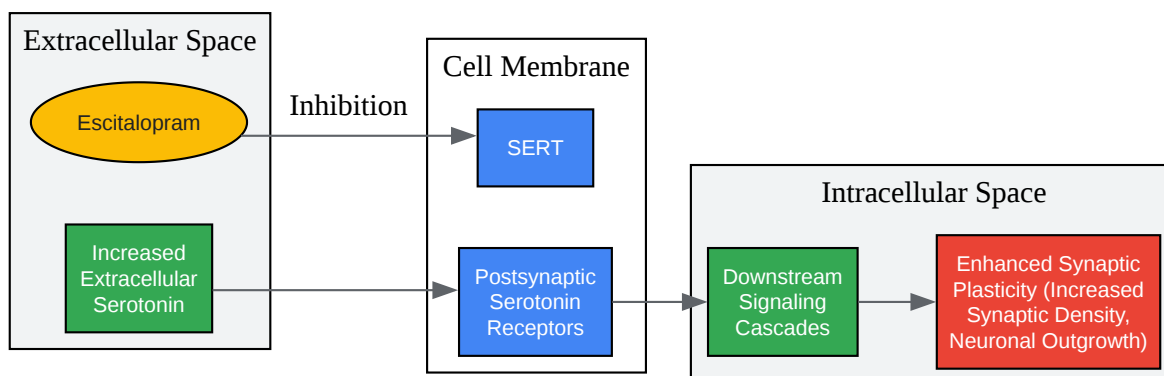 Extracellular Space
Escitalopram
Increased
Extracellular
Serotonin
Inhibition
Cell Membrane
SERT
Postsynaptic
Serotonin
Receptors
Intracellular Space
Downstream
Signaling
Cascades
Enhanced Synaptic
Plasticity (Increased
Synaptic Density,
Neuronal Outgrowth)